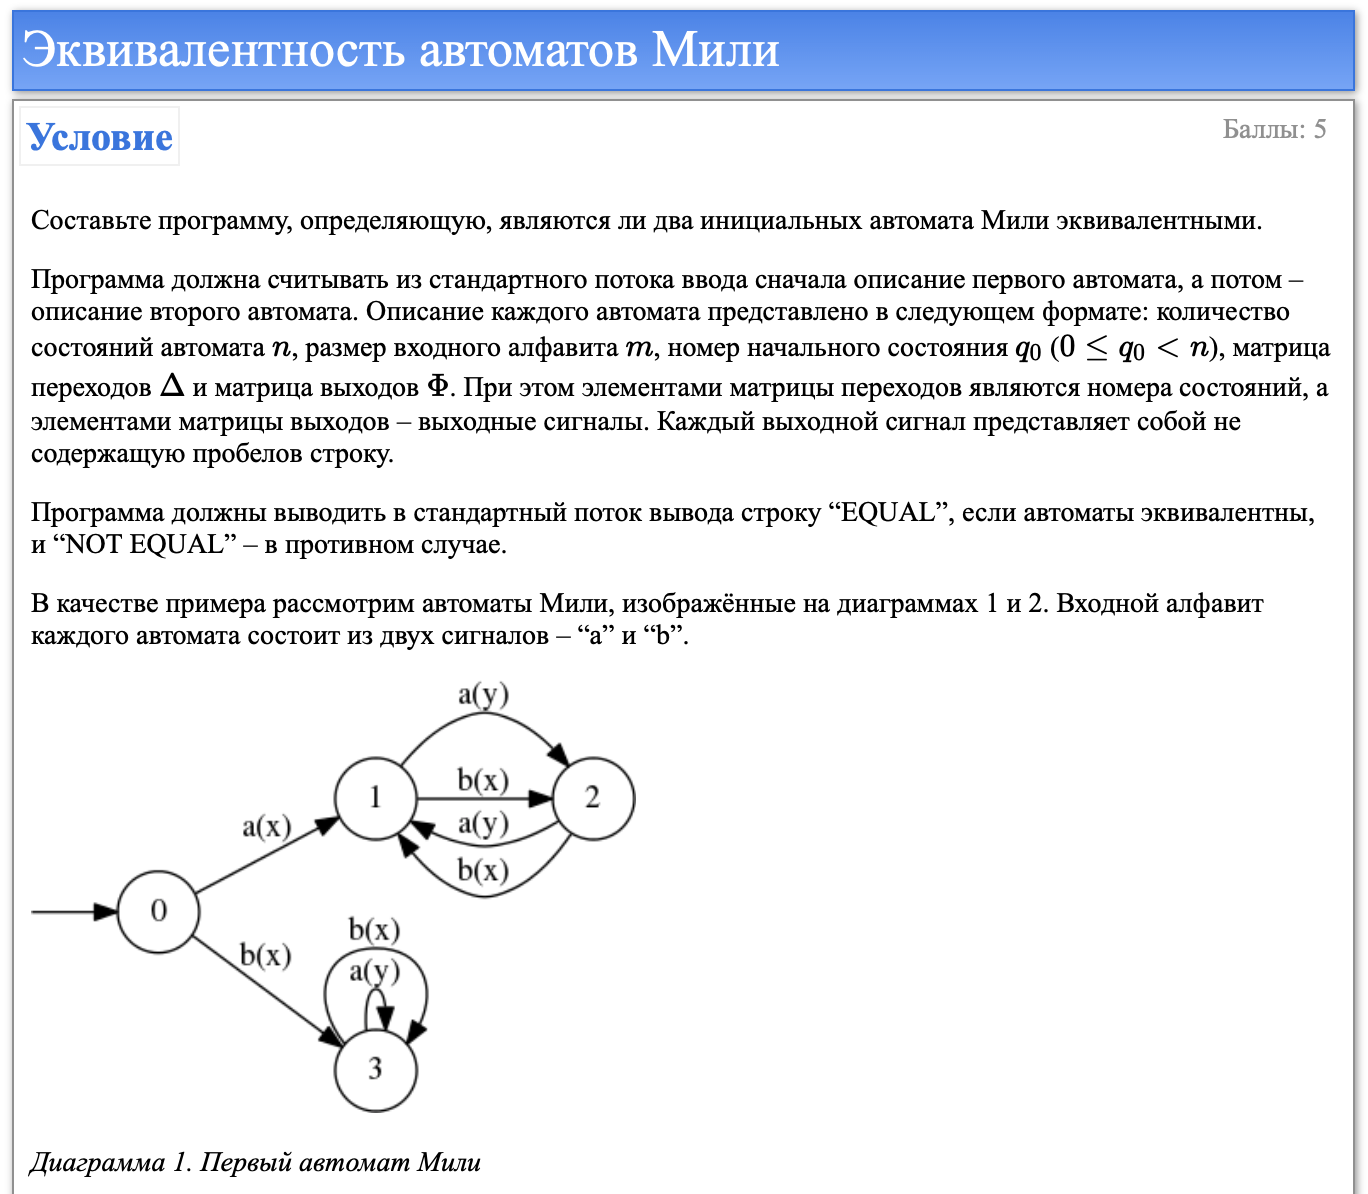 Эквивалентность автоматов Мили
Условие
Баллы: 5
Составьте программу, определяющую, являются ли два инициальных автомата Мили эквивалентными.
Программа должна считывать из стандартного потока ввода сначала описание первого автомата, а потом –
описание второго автомата. Описание каждого автомата представлено в следующем формате: количество
состояний автомата n, размер входного алфавита m, номер начального состояния q₀ (0 ≤ q₀ < n), матрица
переходов Δ и матрица выходов Φ. При этом элементами матрицы переходов являются номера состояний, а
элементами матрицы выходов – выходные сигналы. Каждый выходной сигнал представляет собой не
содержащую пробелов строку.
Программа должны выводить в стандартный поток вывода строку “EQUAL”, если автоматы эквивалентны,
и “NOT EQUAL” – в противном случае.
В качестве примера рассмотрим автоматы Мили, изображённые на диаграммах 1 и 2. Входной алфавит
каждого автомата состоит из двух сигналов – “a” и “b”.
a(y)
1
b(x)
2
a(x)
a(y)
b(x)
0
b(x)
b(x)
a(y)
3
Диаграмма 1. Первый автомат Мили